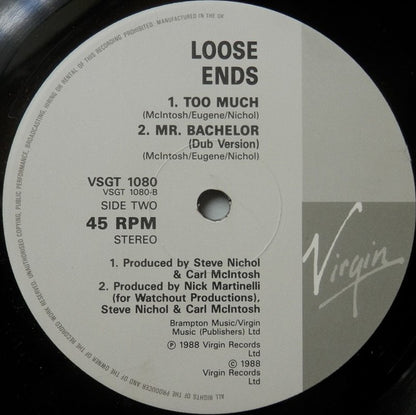 LOOSE
ENDS
1. TOO MUCH
(McIntosh/Eugene/Nichol)
2. MR. BACHELOR
(Dub Version)
(McIntosh/Eugene/Nichol)
VSGT 1080
VSGT 1080-B
SIDE TWO
45 RPM
STEREO
1. Produced by Steve Nichol
& Carl McIntosh
2. Produced by Nick Martinelli
(for Watchout Productions),
Steve Nichol & Carl McIntosh
Brampton Music/Virgin
Music (Publishers) Ltd
Ⓟ 1988 Virgin Records
Ltd
© 1988
Virgin Records
Ltd
Virgin
ALL RIGHTS OF THE PRODUCER AND OF THE OWNER OF THE RECORDED WORK RESERVED. UNAUTHORISED COPYING, PUBLIC PERFORMANCE, BROADCASTING, HIRING OR RENTAL OF THIS RECORDING PROHIBITED. MANUFACTURED IN THE UK